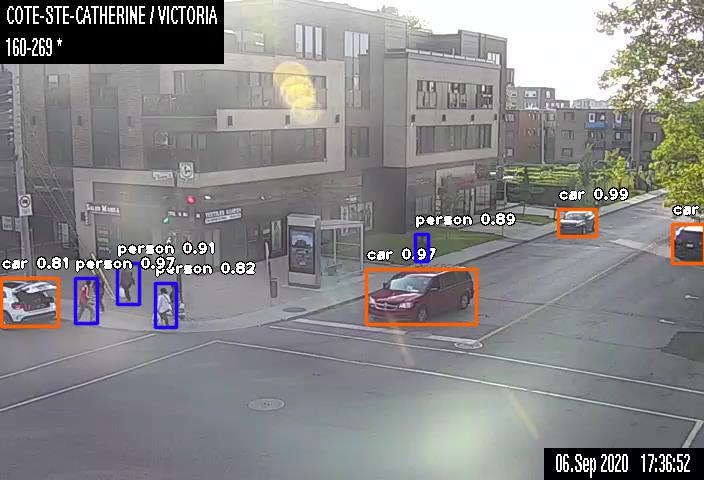 COTE-STE-CATHERINE / VICTORIA
160-269 *
car 0.99
person 0.89
car
person 0.91
car 0.97
car 0.81
person 0.97
person 0.82
06.Sep 2020 17:36:52